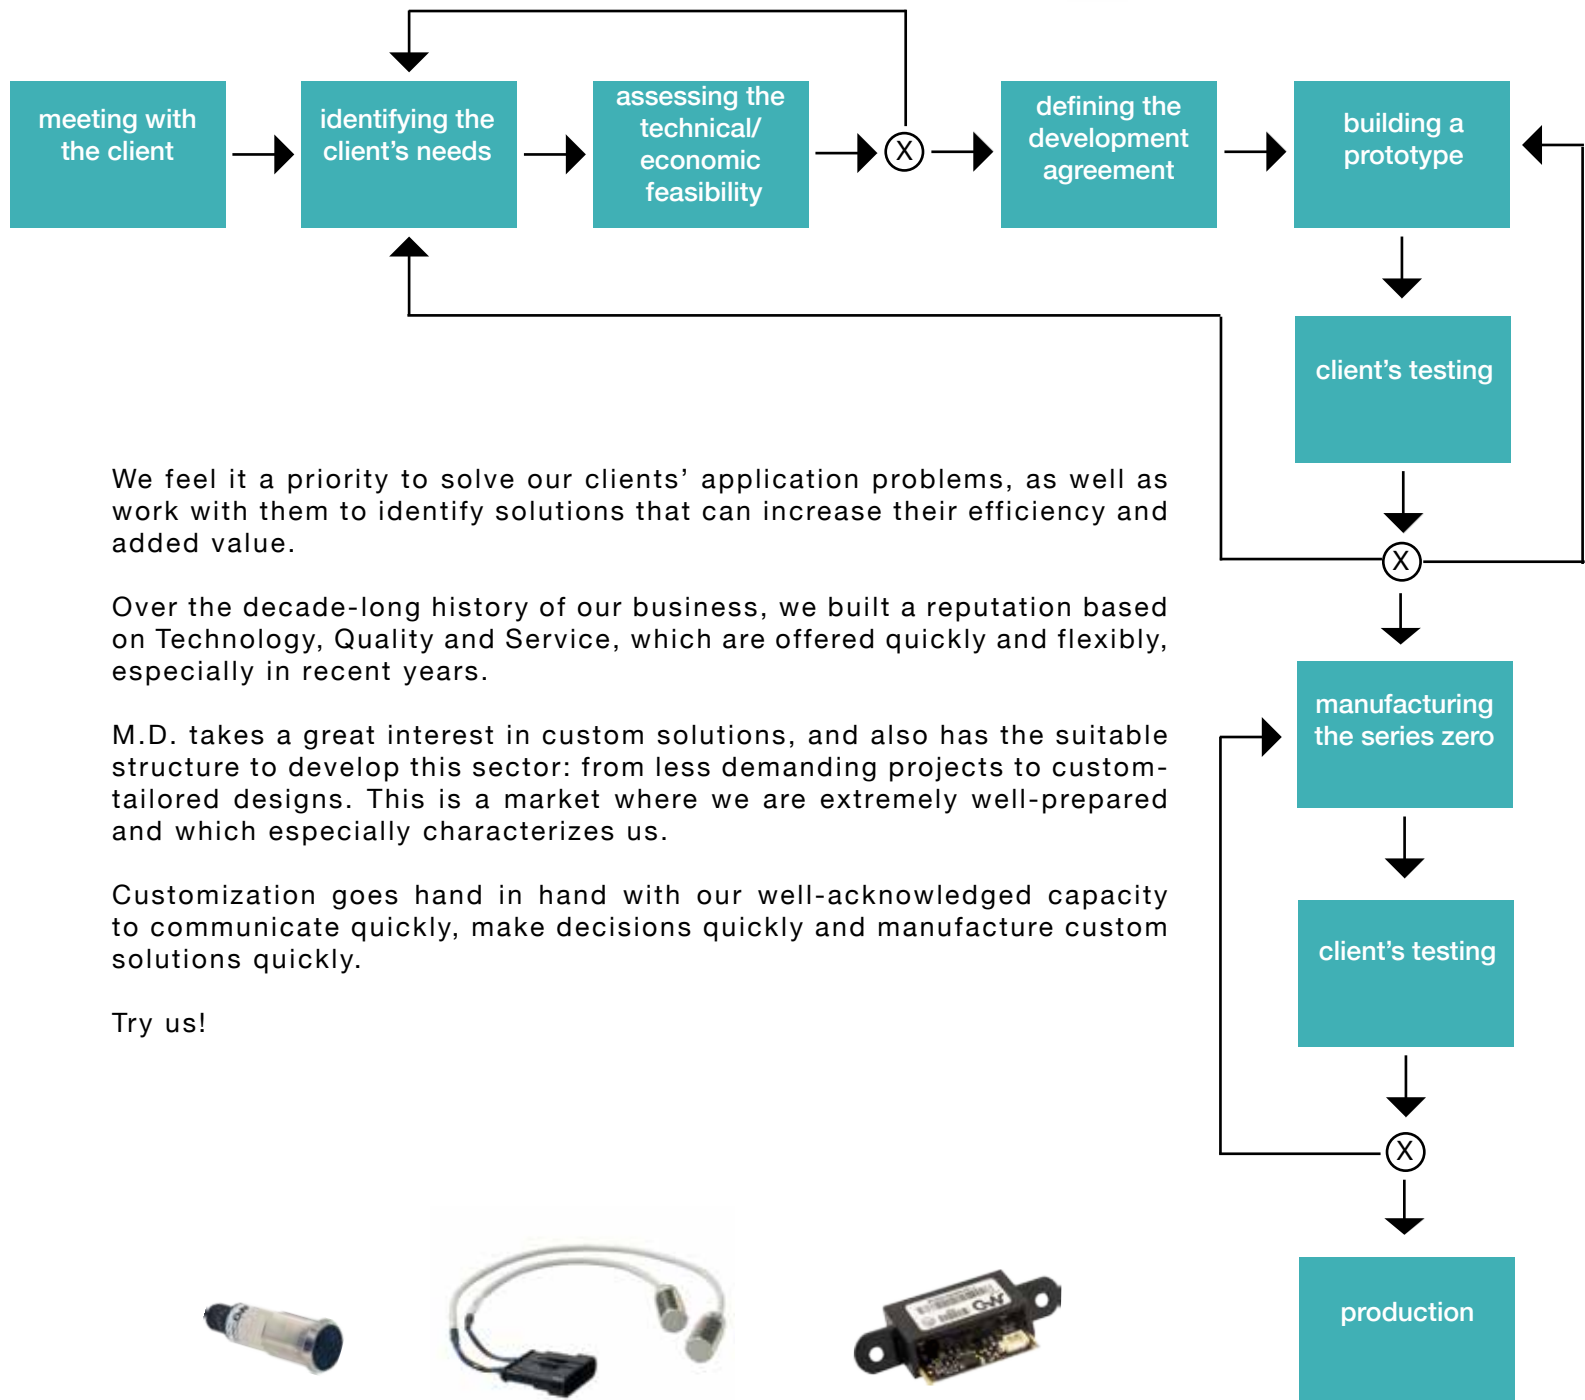 meeting with
the client
identifying the
client's needs
assessing the
technical/
economic
feasibility
X
defining the
development
agreement
building a
prototype
client's testing
X
manufacturing
the series zero
client's testing
X
production
We feel it a priority to solve our clients' application problems, as well as
work with them to identify solutions that can increase their efficiency and
added value.
Over the decade-long history of our business, we built a reputation based
on Technology, Quality and Service, which are offered quickly and flexibly,
especially in recent years.
M.D. takes a great interest in custom solutions, and also has the suitable
structure to develop this sector: from less demanding projects to custom-
tailored designs. This is a market where we are extremely well-prepared
and which especially characterizes us.
Customization goes hand in hand with our well-acknowledged capacity
to communicate quickly, make decisions quickly and manufacture custom
solutions quickly.
Try us!